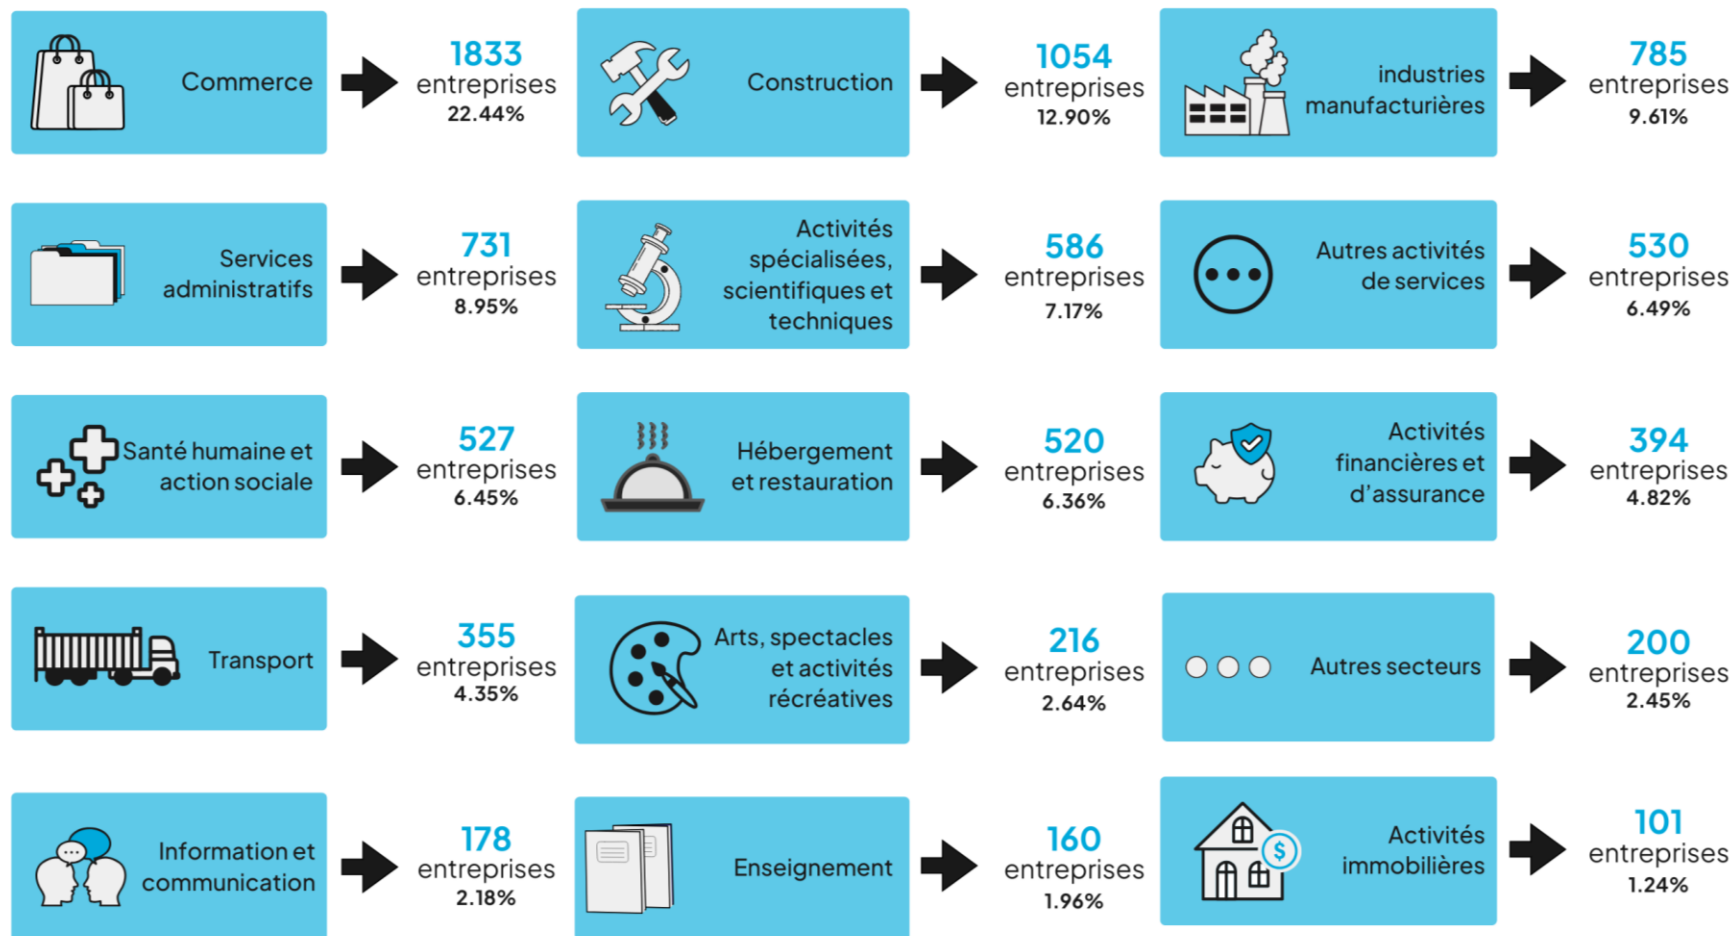 Commerce
1833
entreprises
22.44%
Construction
1054
entreprises
12.90%
industries
manufacturières
785
entreprises
9.61%
Services
administratifs
731
entreprises
8.95%
Activités
spécialisées,
scientifiques et
techniques
586
entreprises
7.17%
Autres activités
de services
530
entreprises
6.49%
Santé humaine et
action sociale
527
entreprises
6.45%
Hébergement
et restauration
520
entreprises
6.36%
Activités
financières et
d'assurance
394
entreprises
4.82%
Transport
355
entreprises
4.35%
Arts, spectacles
et activités
récréatives
216
entreprises
2.64%
Autres secteurs
200
entreprises
2.45%
Information et
communication
178
entreprises
2.18%
Enseignement
160
entreprises
1.96%
$
Activités
immobilières
101
entreprises
1.24%